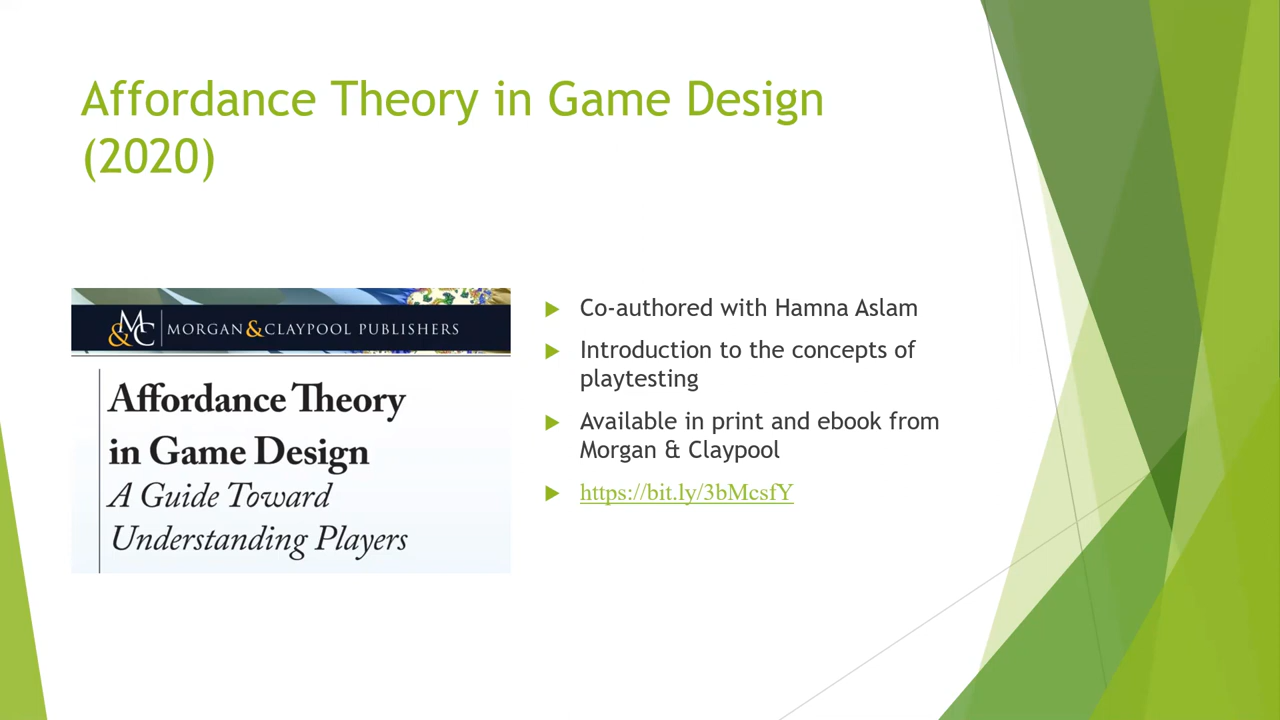 Affordance Theory in Game Design
(2020)
M&C MORGAN&CLAYPOOL PUBLISHERS
Affordance Theory
in Game Design
A Guide Toward
Understanding Players
Co-authored with Hamna Aslam
Introduction to the concepts of
playtesting
Available in print and ebook from
Morgan & Claypool
https://bit.ly/3bMcsfY